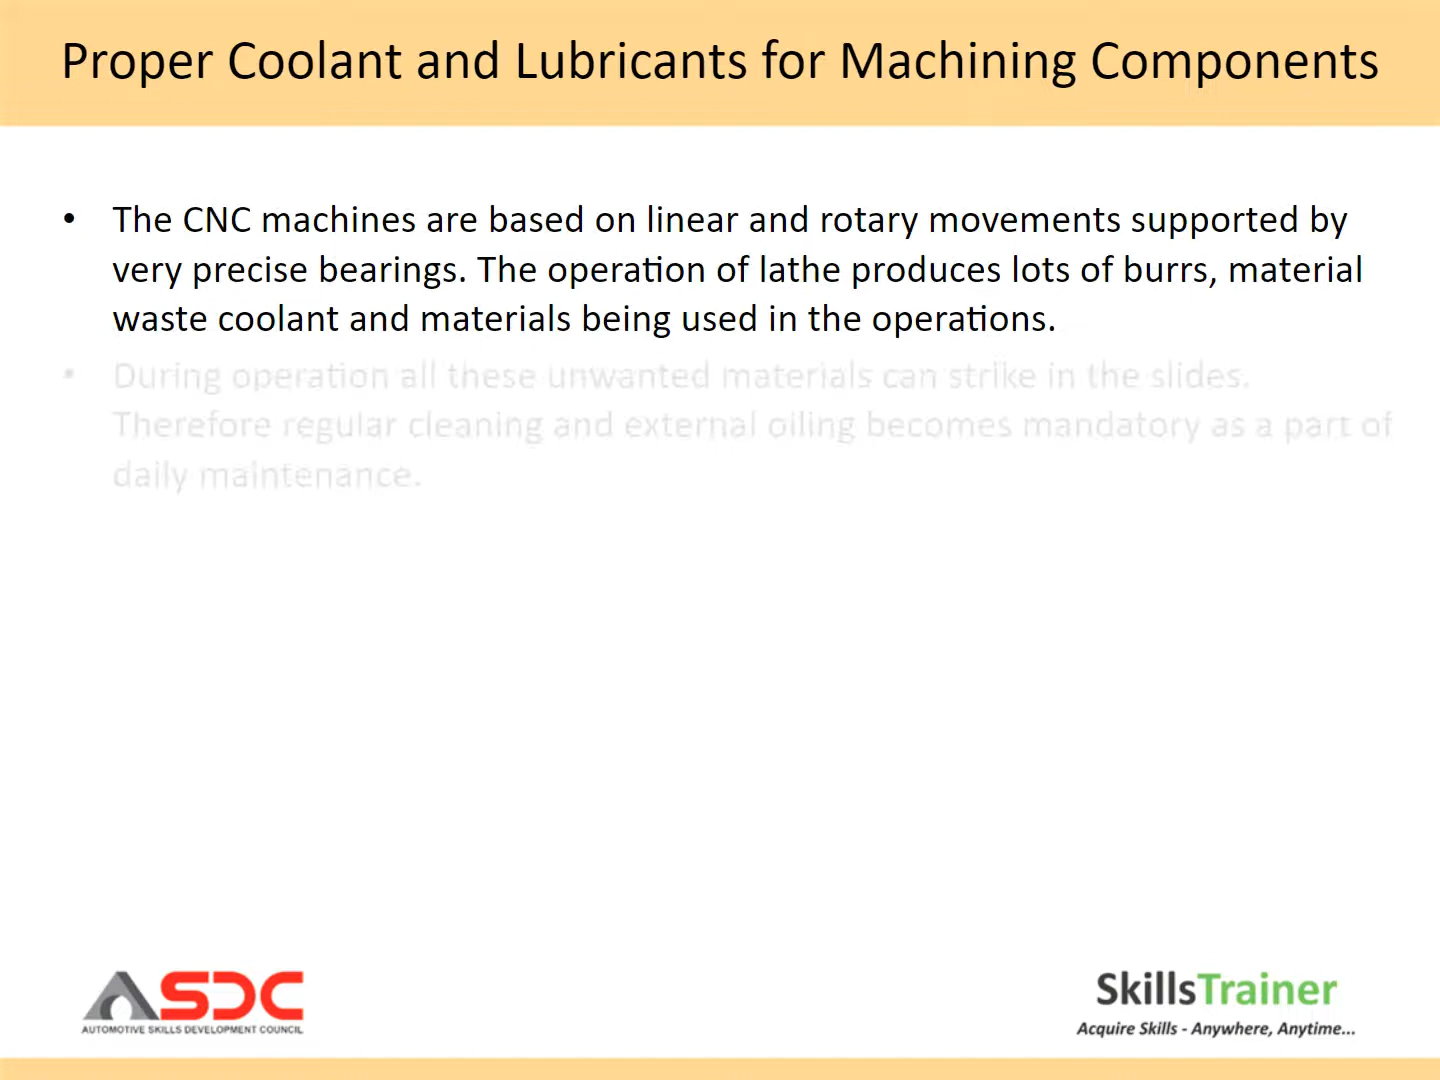 Proper Coolant and Lubricants for Machining Components
• The CNC machines are based on linear and rotary movements supported by
very precise bearings. The operation of lathe produces lots of burrs, material
waste coolant and materials being used in the operations.
• During operation all these unwanted materials can strike in the slides.
Therefore regular cleaning and external oiling becomes mandatory as a part of
daily maintenance.
ASDC
AUTOMOTIVE SKILLS DEVELOPMENT COUNCIL
SkillsTrainer
Acquire Skills - Anywhere, Anytime...